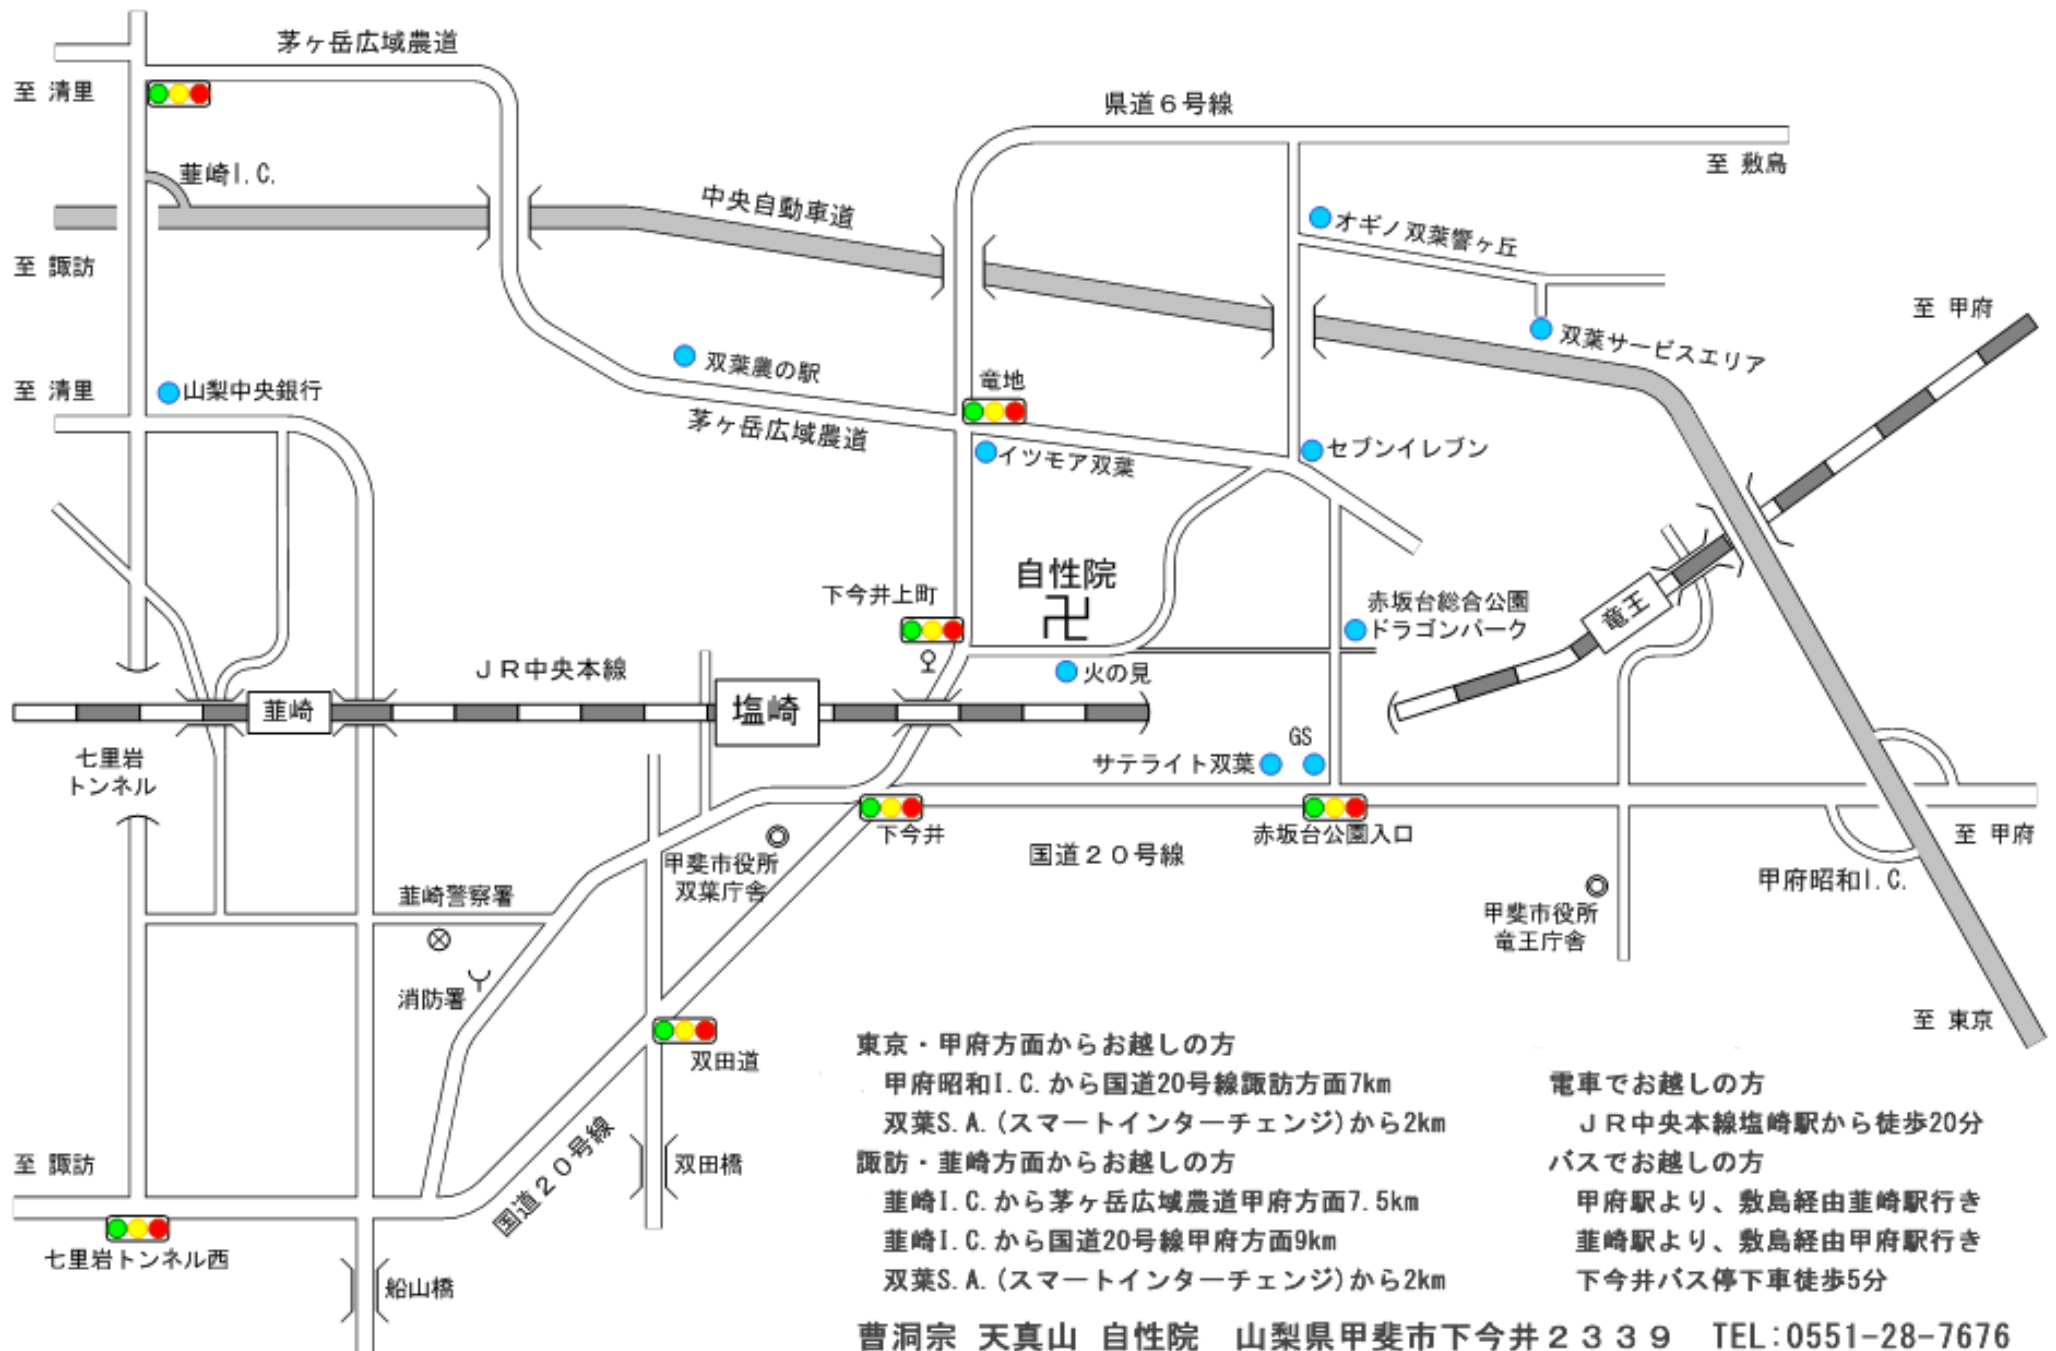 茅ヶ岳広域農道
至 清里
県道６号線
至 敷島
韮崎I.C.
中央自動車道
オギノ双葉響ヶ丘
至 諏訪
至 甲府
双葉サービスエリア
双葉農の駅
竜地
至 清里
山梨中央銀行
茅ヶ岳広域農道
イツモア双葉
セブンイレブン
自性院
卍
下今井上町
赤坂台総合公園
ドラゴンパーク
竜王
火の見
ＪＲ中央本線
韮崎
塩崎
七里岩
トンネル
GS
サテライト双葉
下今井
赤坂台公園入口
至 甲府
国道２０号線
甲斐市役所
双葉庁舎
甲府昭和I.C.
韮崎警察署
甲斐市役所
竜王庁舎
消防署
至 東京
双田道
国道２０号線
至 諏訪
双田橋
七里岩トンネル西
船山橋
東京・甲府方面からお越しの方
甲府昭和I.C.から国道20号線諏訪方面7km
双葉S.A.(スマートインターチェンジ)から2km
諏訪・韮崎方面からお越しの方
韮崎I.C.から茅ヶ岳広域農道甲府方面7.5km
韮崎I.C.から国道20号線甲府方面9km
双葉S.A.(スマートインターチェンジ)から2km
電車でお越しの方
ＪＲ中央本線塩崎駅から徒歩20分
バスでお越しの方
甲府駅より、敷島経由韮崎駅行き
韮崎駅より、敷島経由甲府駅行き
下今井バス停下車徒歩5分
曹洞宗 天真山 自性院　山梨県甲斐市下今井２３３９　TEL:0551-28-7676